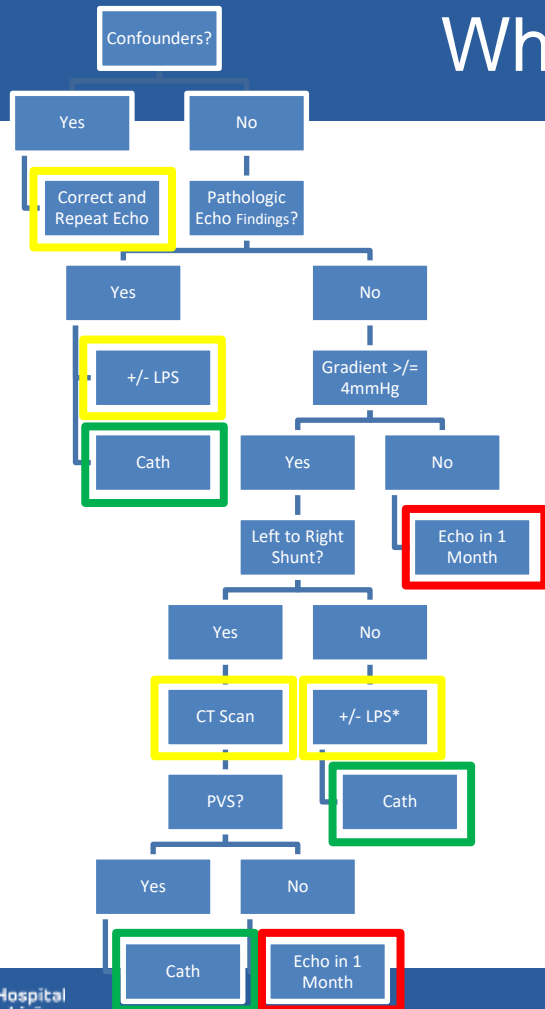 Wh
Confounders?
Yes
No
Correct and
Repeat Echo
Pathologic
Echo Findings?
Yes
No
+/- LPS
Gradient >/=
4mmHg
Cath
Yes
No
Left to Right
Shunt?
Echo in 1
Month
Yes
No
CT Scan
+/- LPS*
PVS?
Cath
Yes
No
Cath
Echo in 1
Month
Hospital